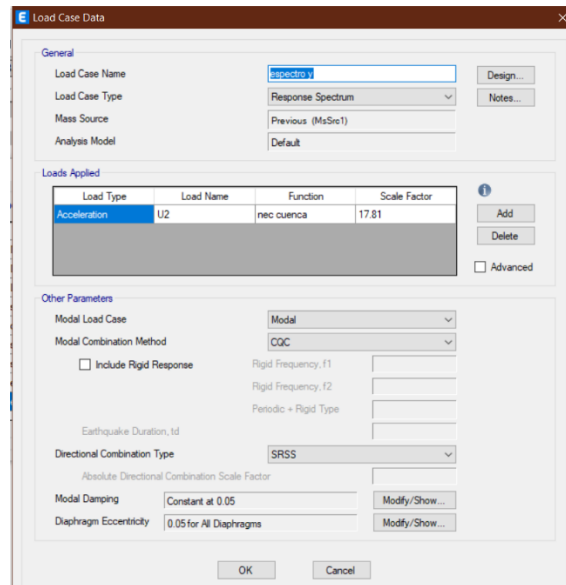 E Load Case Data
General
Load Case Name espectro y Design...
Load Case Type Response Spectrum Notes...
Mass Source Previous (MsSrc1)
Analysis Model Default
Loads Applied
Load Type Load Name Function Scale Factor
Acceleration U2 nec cuenca 17.81 Add
Delete
Advanced
Other Parameters
Modal Load Case Modal
Modal Combination Method CQC
Include Rigid Response Rigid Frequency, f1
Rigid Frequency, f2
Periodic + Rigid Type
Earthquake Duration, td
Directional Combination Type SRSS
Absolute Directional Combination Scale Factor
Modal Damping Constant at 0.05 Modify/Show...
Diaphragm Eccentricity 0.05 for All Diaphragms Modify/Show...
OK Cancel